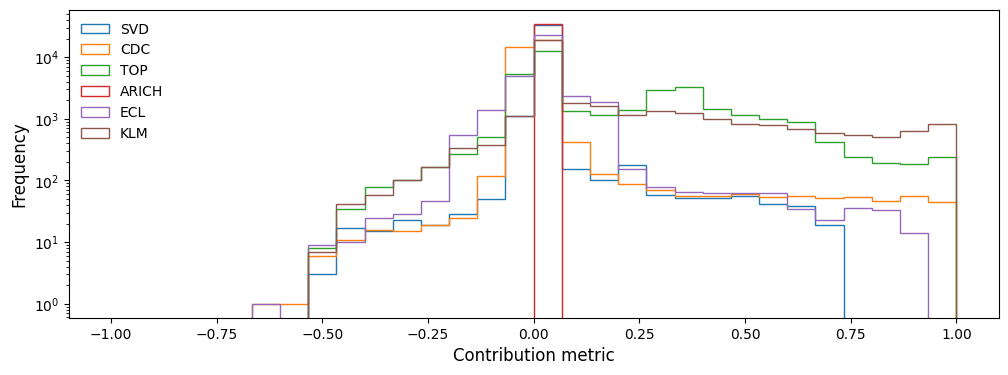 SVD
CDC
TOP
ARICH
ECL
KLM
Frequency
10⁴
10³
10²
10¹
10⁰
−1.00 −0.75 −0.50 −0.25 0.00 0.25 0.50 0.75 1.00
Contribution metric